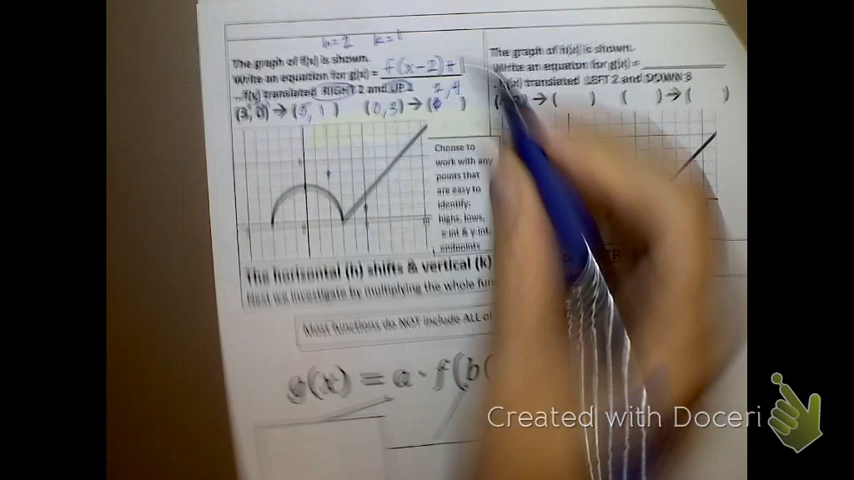 h=2 k=1
The graph of f(x) is shown.
Write an equation for g(x) = f(x-2)+1
f(x) translated RIGHT 2 and UP 1 2,4
(3, 0) → (5, 1 ) (0,3) → ( )
Choose to
work with any
points that
are easy to
identify:
highs, lows,
x-int & y-int,
endpoints
The graph of h(x) is shown.
Write an equaton for g(x)=
h(x) translated LEFT 2 and DOWN 3
→ ( ) ( ) → ( )
The horisontal (h) shifts & vertical (k)
Next we investigate by multiplying the whole
Most functions do NOT include ALL of
g(x) = a · f(b(
Created with Doceri